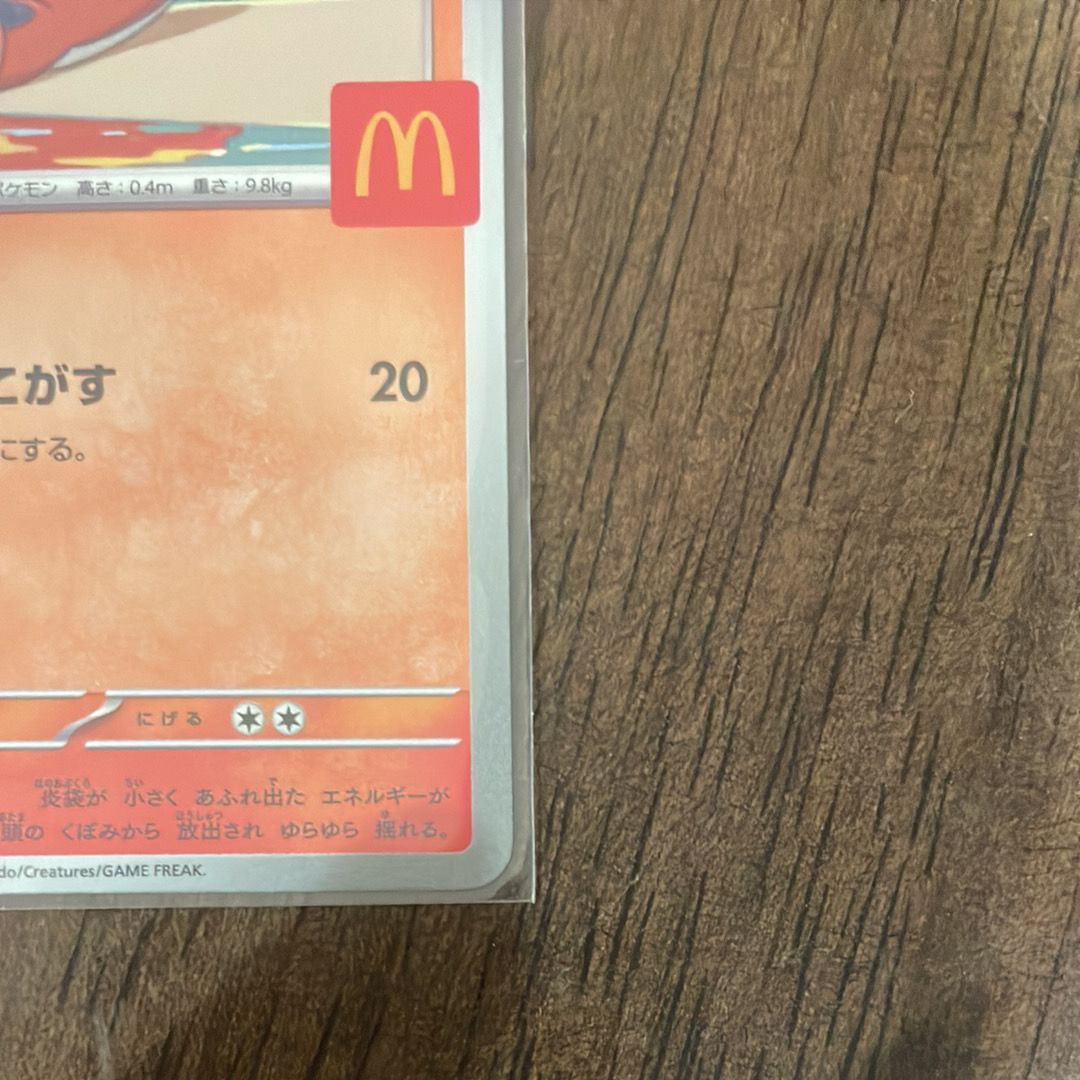 ポケモン 高さ：0.4m 重さ：9.8kg
こがす 20
にする。
にげる
炎袋が 小さく あふれ出た エネルギーが
頭の くぼみから 放出され ゆらゆら 揺れる。
do/Creatures/GAME FREAK.